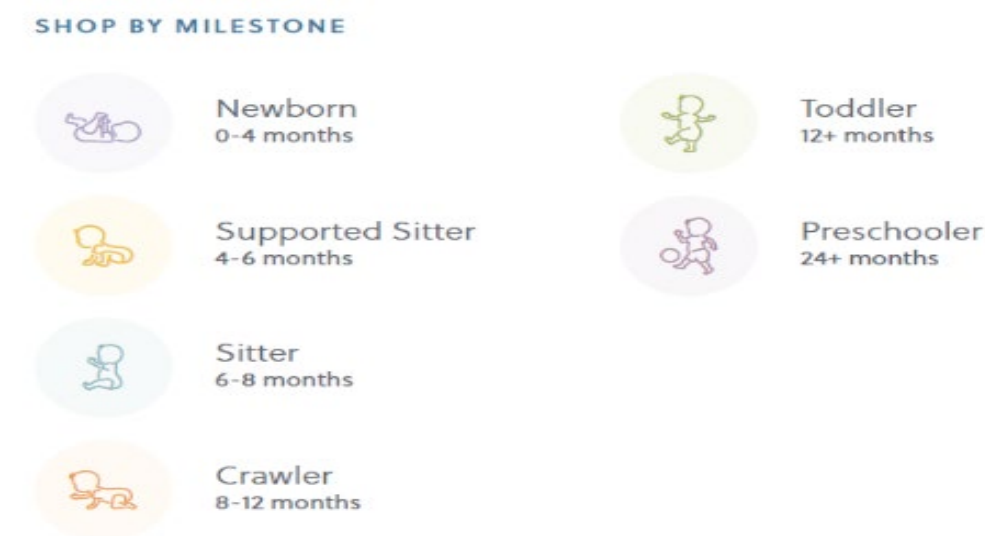 SHOP BY MILESTONE
Newborn
0-4 months
Supported Sitter
4-6 months
Sitter
6-8 months
Crawler
8-12 months
Toddler
12+ months
Preschooler
24+ months